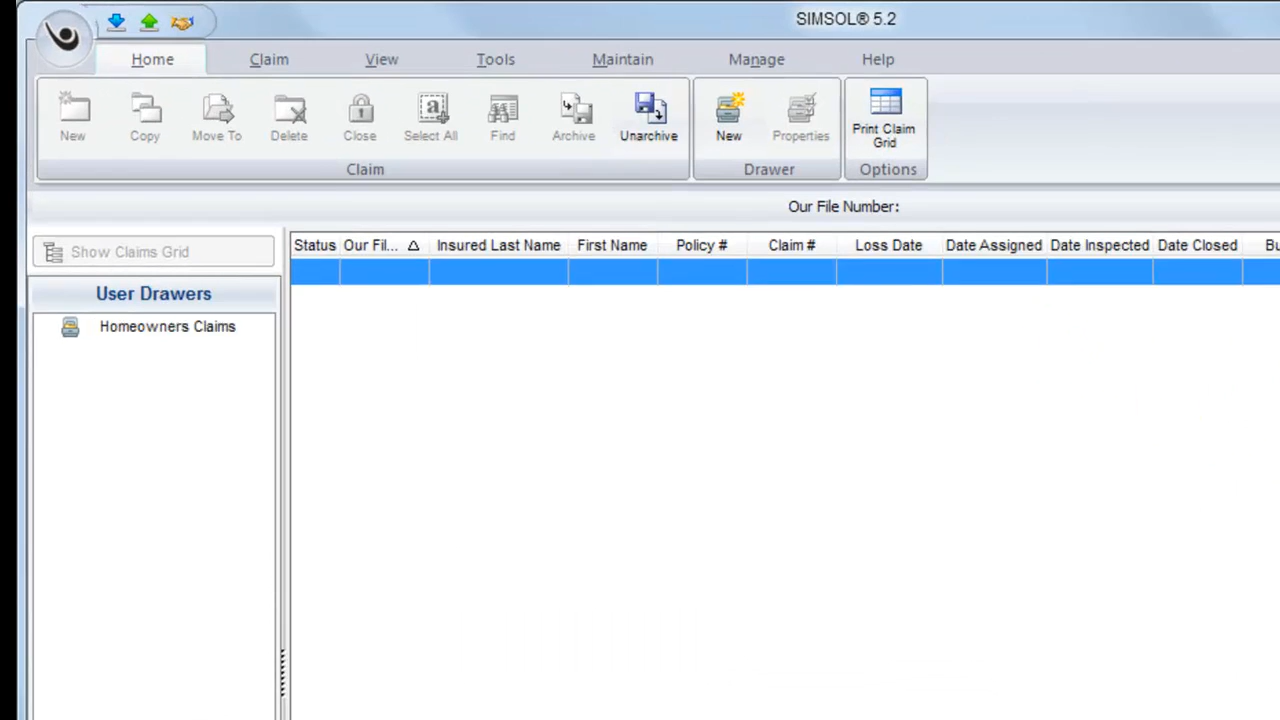 SIMSOL® 5.2
Home Claim View Tools Maintain Manage Help
New Copy Move To Delete Close Select All Find Archive Unarchive New Properties Print Claim Grid
Claim Drawer Options
Our File Number:
Show Claims Grid
Status Our Fil... Insured Last Name First Name Policy # Claim # Loss Date Date Assigned Date Inspected Date Closed Bu
User Drawers
Homeowners Claims